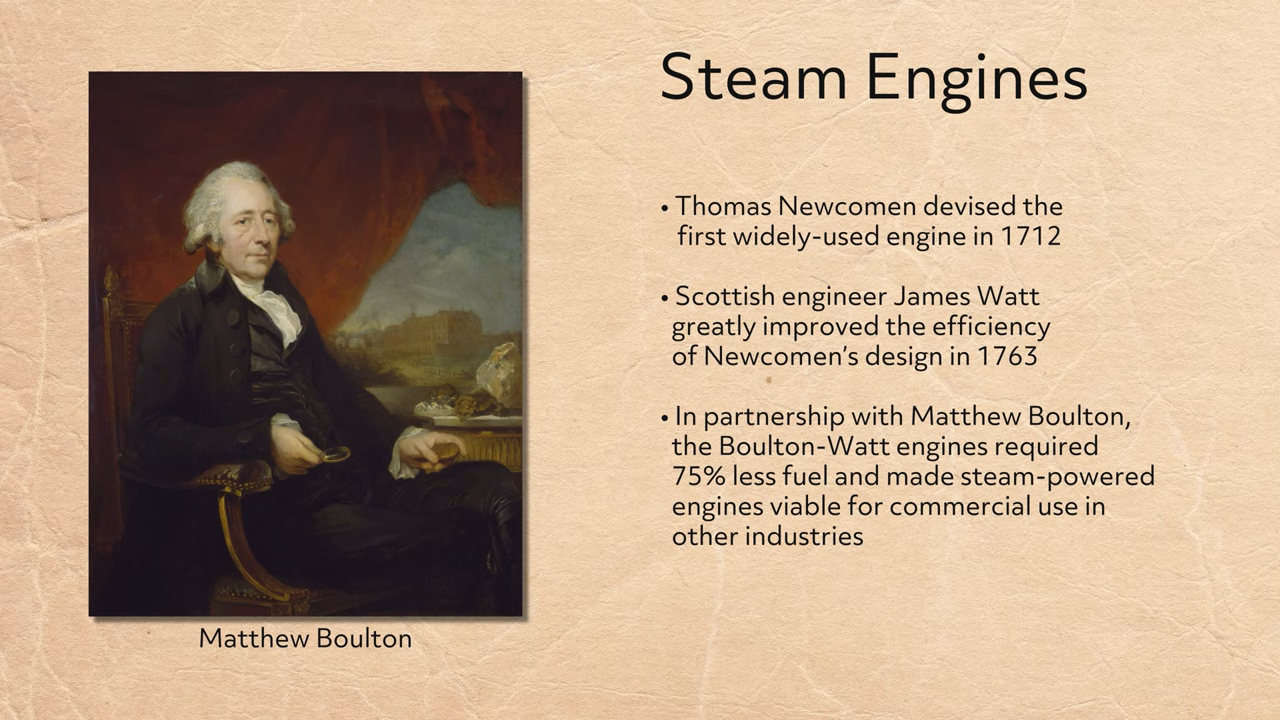 Steam Engines
• Thomas Newcomen devised the
first widely-used engine in 1712
• Scottish engineer James Watt
greatly improved the efficiency
of Newcomen’s design in 1763
• In partnership with Matthew Boulton,
the Boulton-Watt engines required
75% less fuel and made steam-powered
engines viable for commercial use in
other industries
Matthew Boulton